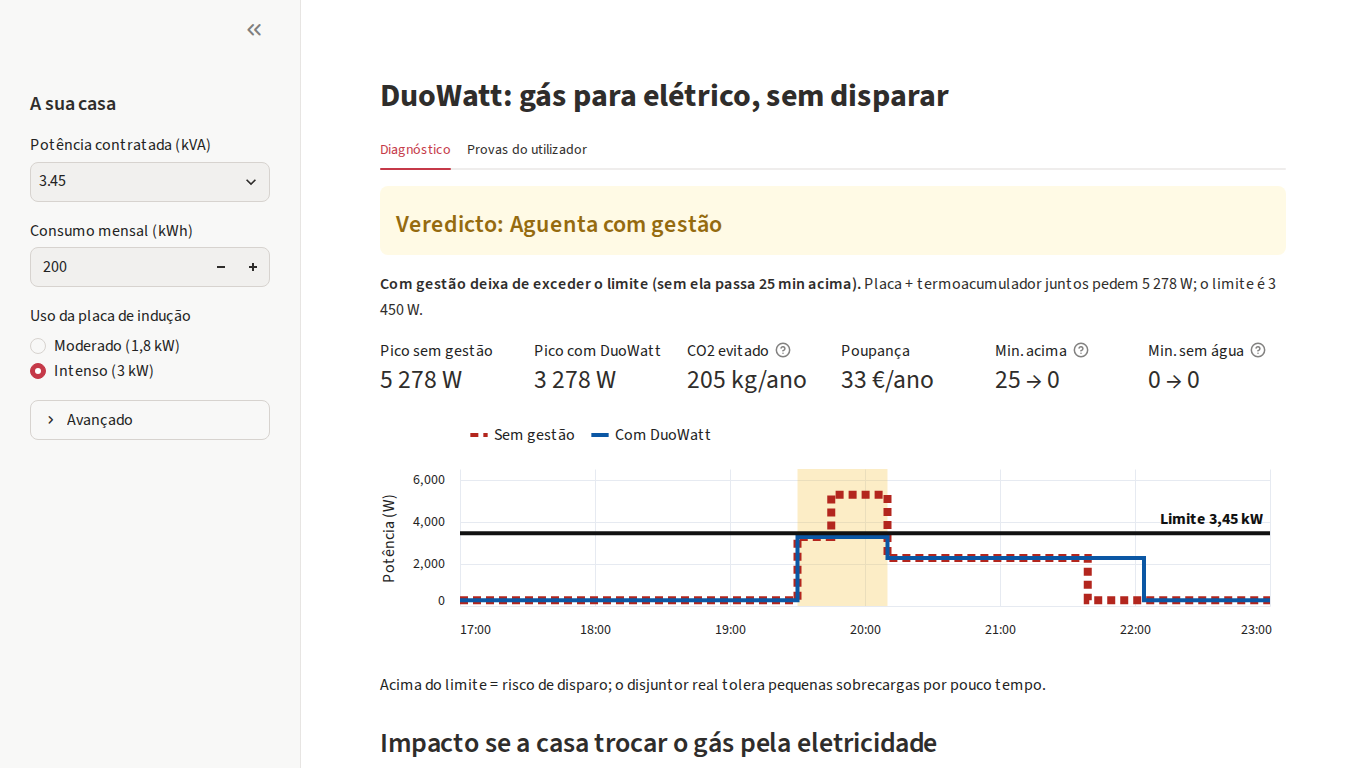 A sua casa
Potência contratada (kVA)
3.45
Consumo mensal (kWh)
200
Uso da placa de indução
Moderado (1,8 kW)
Intenso (3 kW)
Avançado
DuoWatt: gás para elétrico, sem disparar
Diagnóstico Provas do utilizador
Veredicto: Aguenta com gestão
Com gestão deixa de exceder o limite (sem ela passa 25 min acima). Placa + termoacumulador juntos pedem 5 278 W; o limite é 3
450 W.
Pico sem gestão Pico com DuoWatt CO2 evitado Poupança Min. acima Min. sem água
5 278 W 3 278 W 205 kg/ano 33 €/ano 25 → 0 0 → 0
Sem gestão Com DuoWatt
Potência (W)
6,000
4,000
2,000
0
Limite 3,45 kW
17:00 18:00 19:00 20:00 21:00 22:00 23:00
Acima do limite = risco de disparo; o disjuntor real tolera pequenas sobrecargas por pouco tempo.
Impacto se a casa trocar o gás pela eletricidade